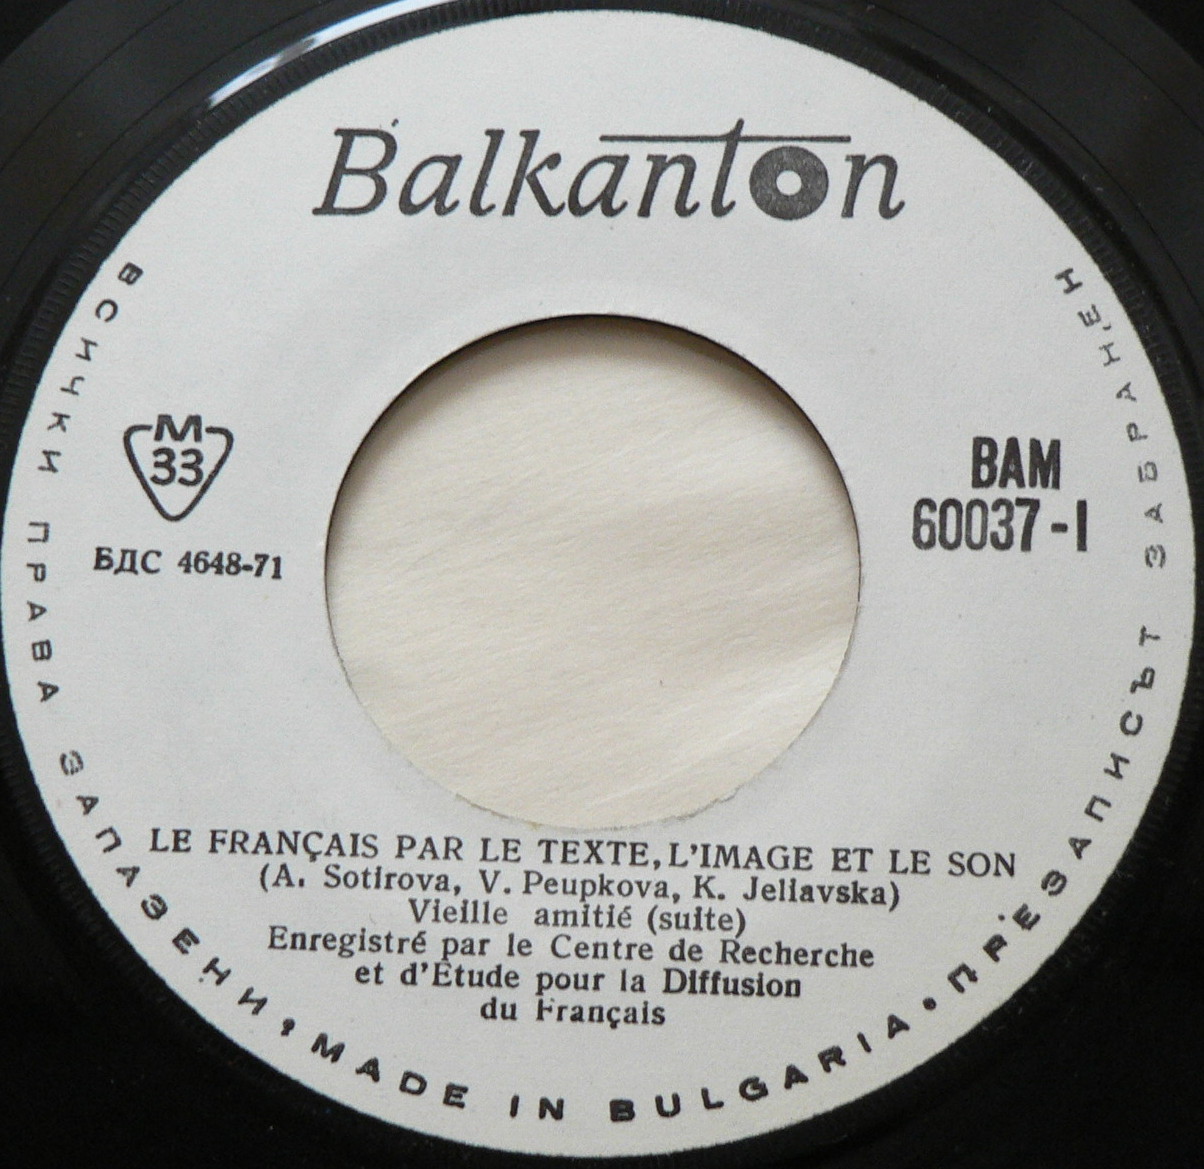 Balkanton
M
33
БДС 4648-71
BAM
60037-1
LE FRANÇAIS PAR LE TEXTE, L'IMAGE ET LE SON
(A. Sotirova, V. Peupkova, K. Jeliavska)
Vieille amitié (suite)
Enregistré par le Centre de Recherche
et d'Étude pour la Diffusion
du Français
ВСИЧКИ ПРАВА ЗАПАЗЕНИ • MADE IN BULGARIA • ПРЕЗАПИСЪТ ЗАБРАНЕН